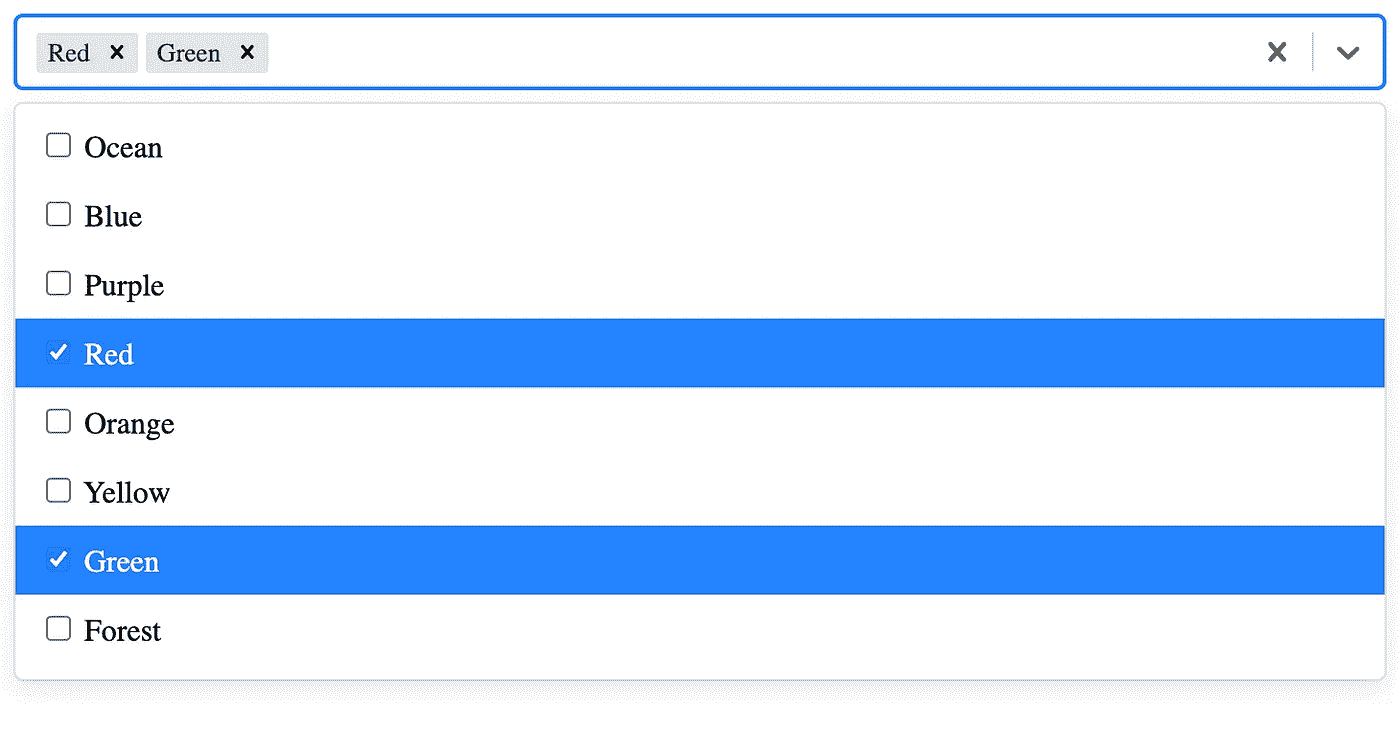 Red Green
Ocean
Blue
Purple
Red
Orange
Yellow
Green
Forest